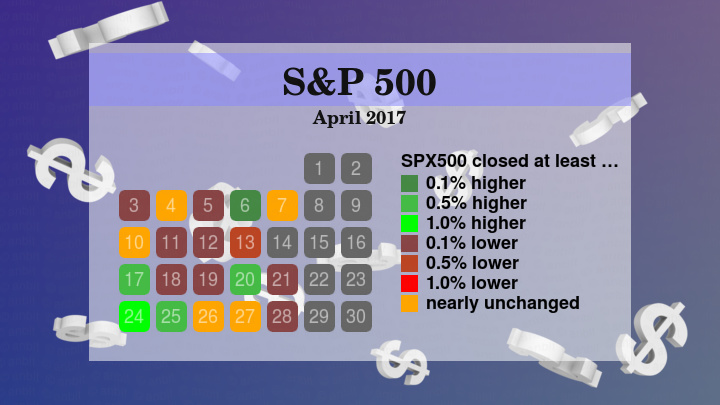 S&P 500
April 2017
1 2
3 4 5 6 7 8 9
10 11 12 13 14 15 16
17 18 19 20 21 22 23
24 25 26 27 28 29 30
SPX500 closed at least ...
0.1% higher
0.5% higher
1.0% higher
0.1% lower
0.5% lower
1.0% lower
nearly unchanged